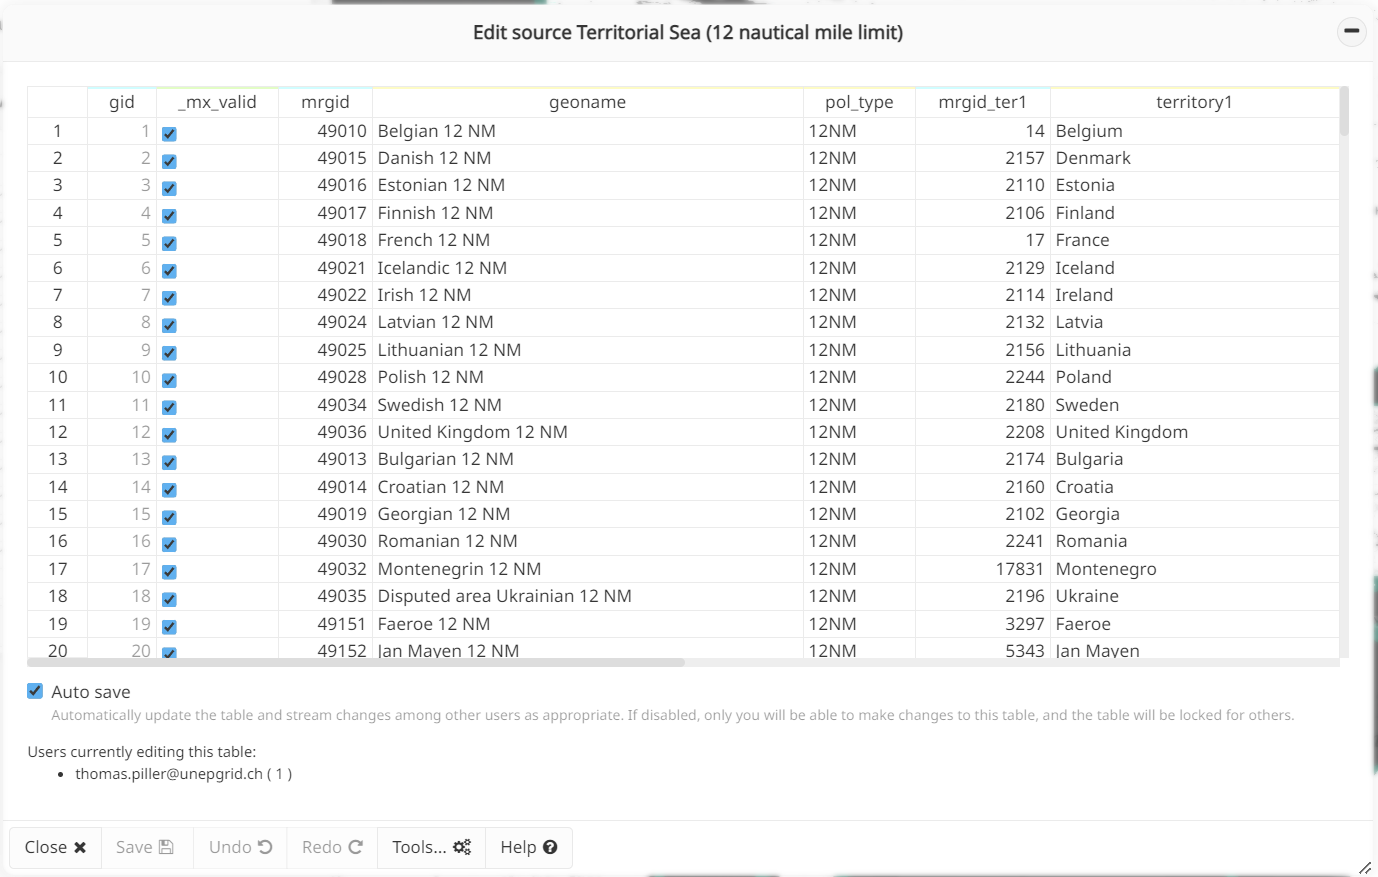 Edit source Territorial Sea (12 nautical mile limit)
gid _mx_valid mrgid geoname pol_type mrgid_ter1 territory1
1 1 49010 Belgian 12 NM 12NM 14 Belgium
2 2 49015 Danish 12 NM 12NM 2157 Denmark
3 3 49016 Estonian 12 NM 12NM 2110 Estonia
4 4 49017 Finnish 12 NM 12NM 2106 Finland
5 5 49018 French 12 NM 12NM 17 France
6 6 49021 Icelandic 12 NM 12NM 2129 Iceland
7 7 49022 Irish 12 NM 12NM 2114 Ireland
8 8 49024 Latvian 12 NM 12NM 2132 Latvia
9 9 49025 Lithuanian 12 NM 12NM 2156 Lithuania
10 10 49028 Polish 12 NM 12NM 2244 Poland
11 11 49034 Swedish 12 NM 12NM 2180 Sweden
12 12 49036 United Kingdom 12 NM 12NM 2208 United Kingdom
13 13 49013 Bulgarian 12 NM 12NM 2174 Bulgaria
14 14 49014 Croatian 12 NM 12NM 2160 Croatia
15 15 49019 Georgian 12 NM 12NM 2102 Georgia
16 16 49030 Romanian 12 NM 12NM 2241 Romania
17 17 49032 Montenegrin 12 NM 12NM 17831 Montenegro
18 18 49035 Disputed area Ukrainian 12 NM 12NM 2196 Ukraine
19 19 49151 Faeroe 12 NM 12NM 3297 Faeroe
20 20 49152 Jan Mayen 12 NM 12NM 5343 Jan Mayen
Auto save
Automatically update the table and stream changes among other users as appropriate. If disabled, only you will be able to make changes to this table, and the table will be locked for others.
Users currently editing this table:
• thomas.piller@unepgrid.ch ( 1 )
Close Save Undo Redo Tools... Help